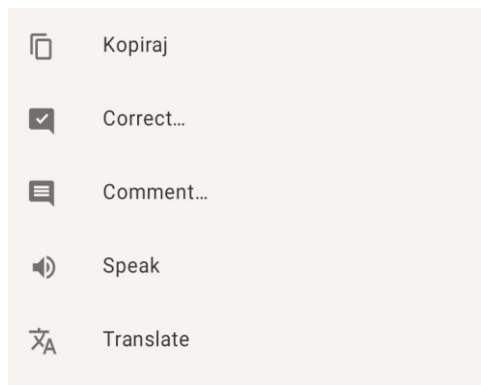 Kopiraj
Correct…
Comment…
Speak
Translate